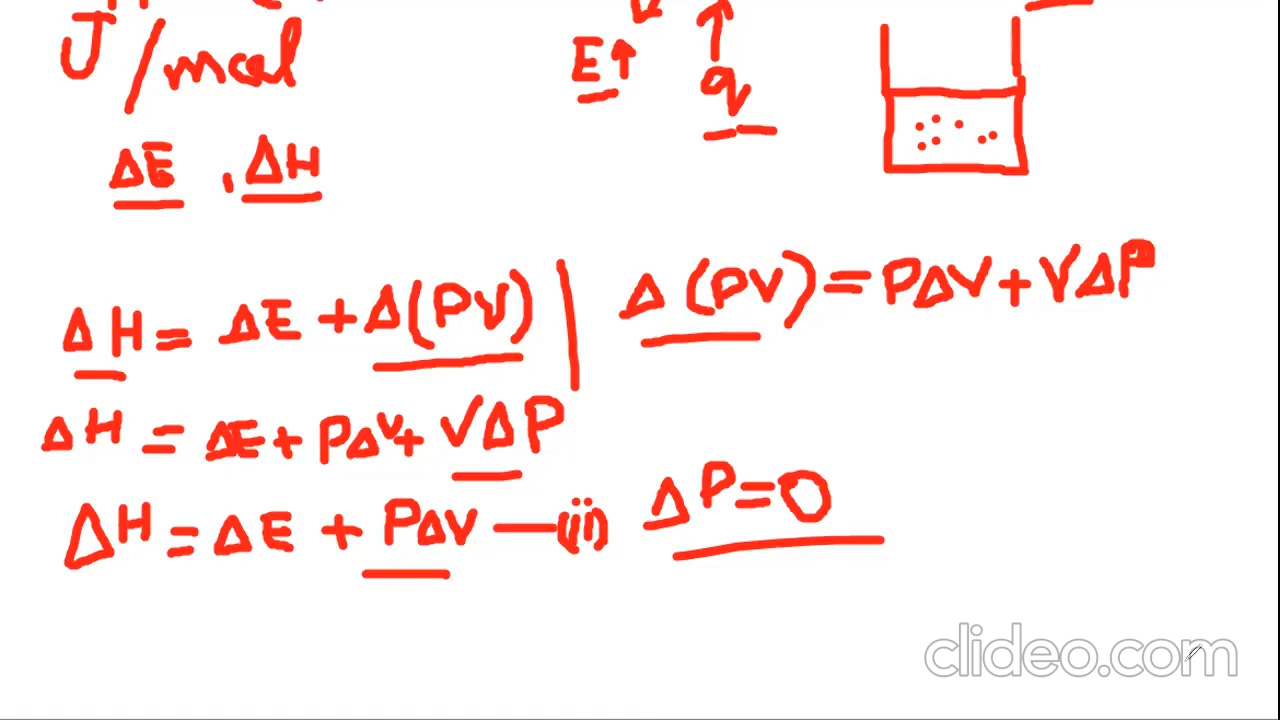 J/mol
E↑
q
ΔE , ΔH
ΔH = ΔE + Δ(PV) | Δ(PV) = PΔV + VΔP
ΔH = ΔE + PΔV + VΔP
ΔH = ΔE + PΔV — (ii) ΔP = 0
clideo.com